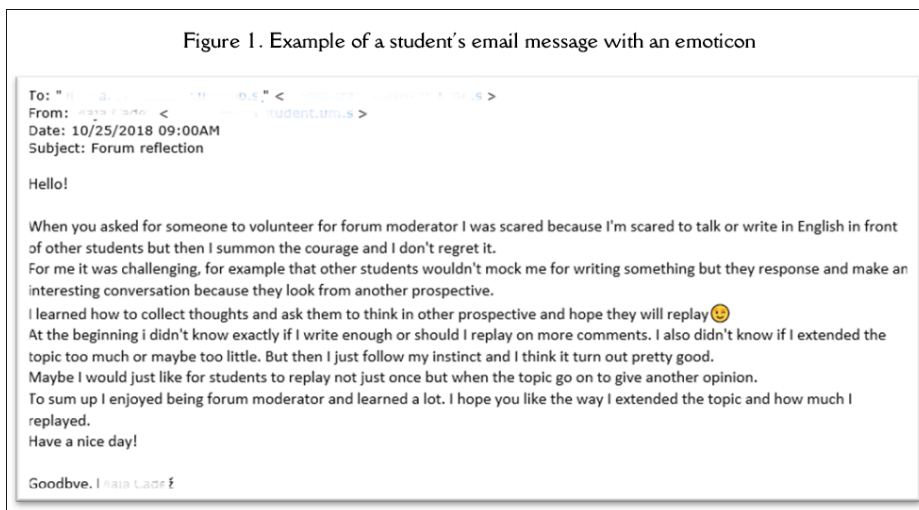 Figure 1. Example of a student's email message with an emoticon
To: " " < >
From: < >
Date: 10/25/2018 09:00AM
Subject: Forum reflection
Hello!
When you asked for someone to volunteer for forum moderator I was scared because I'm scared to talk or write in English in front
of other students but then I summon the courage and I don't regret it.
For me it was challenging, for example that other students wouldn't mock me for writing something but they response and make an
interesting conversation because they look from another prospective.
I learned how to collect thoughts and ask them to think in other prospective and hope they will replay😉
At the beginning i didn't know exactly if I write enough or should I replay on more comments. I also didn't know if I extended the
topic too much or maybe too little. But then I just follow my instinct and I think it turn out pretty good.
Maybe I would just like for students to replay not just once but when the topic go on to give another opinion.
To sum up I enjoyed being forum moderator and learned a lot. I hope you like the way I extended the topic and how much I
replayed.
Have a nice day!
Goodbye.